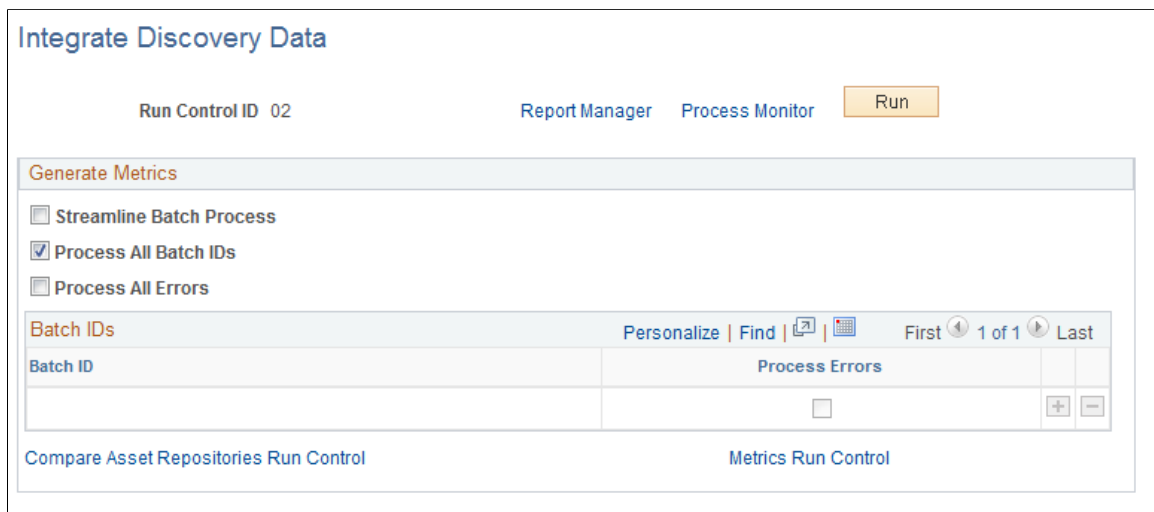 Integrate Discovery Data
Run Control ID 02 Report Manager Process Monitor Run
Generate Metrics
Streamline Batch Process
Process All Batch IDs
Process All Errors
Batch IDs Personalize | Find | | First 1 of 1 Last
Batch ID Process Errors
Compare Asset Repositories Run Control Metrics Run Control